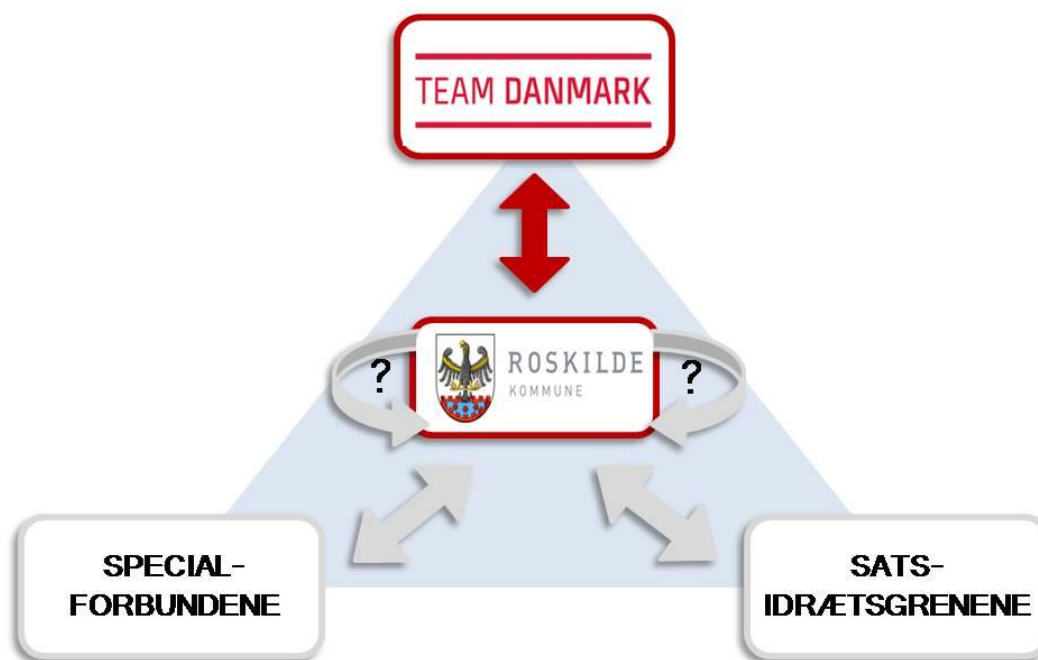 TEAM DANMARK
? ROSKILDE ?
KOMMUNE
SPECIAL-
FORBUNDENE
SATS-
IDRÆTSGRENENE